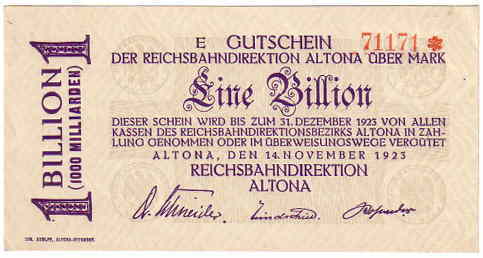 1 BILLION 1
(1000 MILLIARDEN)
E GUTSCHEIN 71171 *
DER REICHSBAHNDIREKTION ALTONA ÜBER MARK
Eine Billion
DIESER SCHEIN WIRD BIS ZUM 31. DEZEMBER 1923 VON ALLEN
KASSEN DES REICHSBAHNDIREKTIONSBEZIRKS ALTONA IN ZAH-
LUNG GENOMMEN ODER IM ÜBERWEISUNGSWEGE VERGÜTET
ALTONA, DEN 14. NOVEMBER 1923
REICHSBAHNDIREKTION
ALTONA